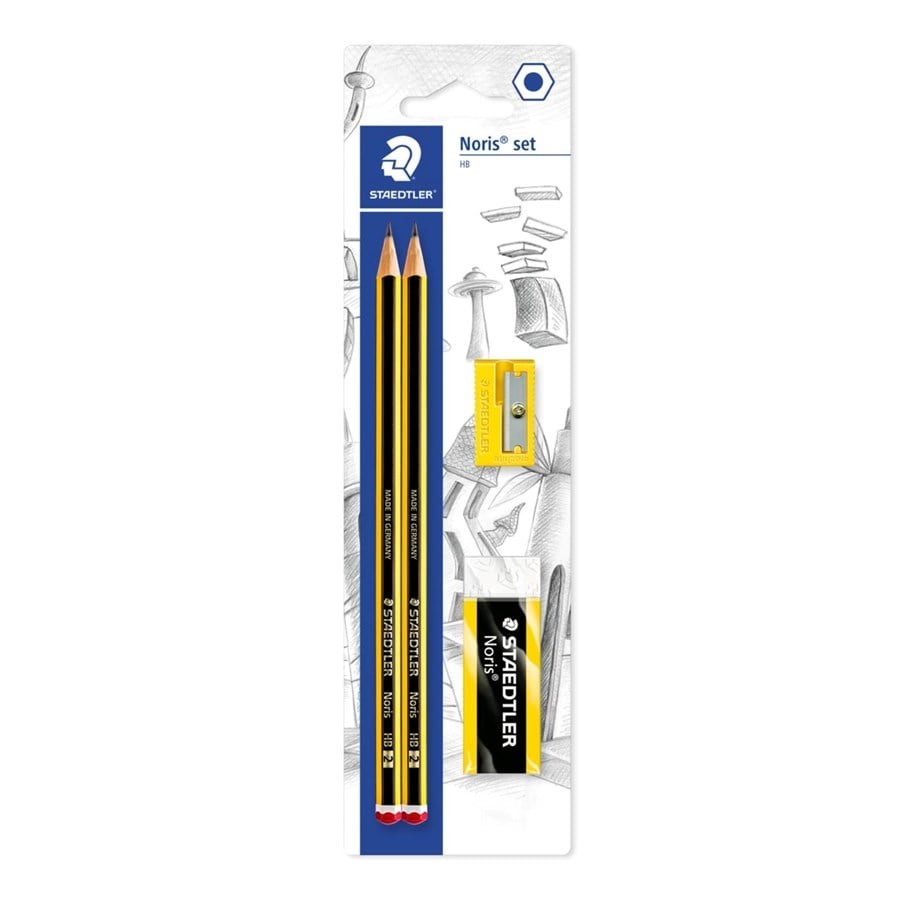 Noris® set
HB
STAEDTLER®
STAEDTLER
MADE IN GERMANY
STAEDTLER Noris HB 2
MADE IN GERMANY
STAEDTLER Noris HB 2
STAEDTLER
Noris®